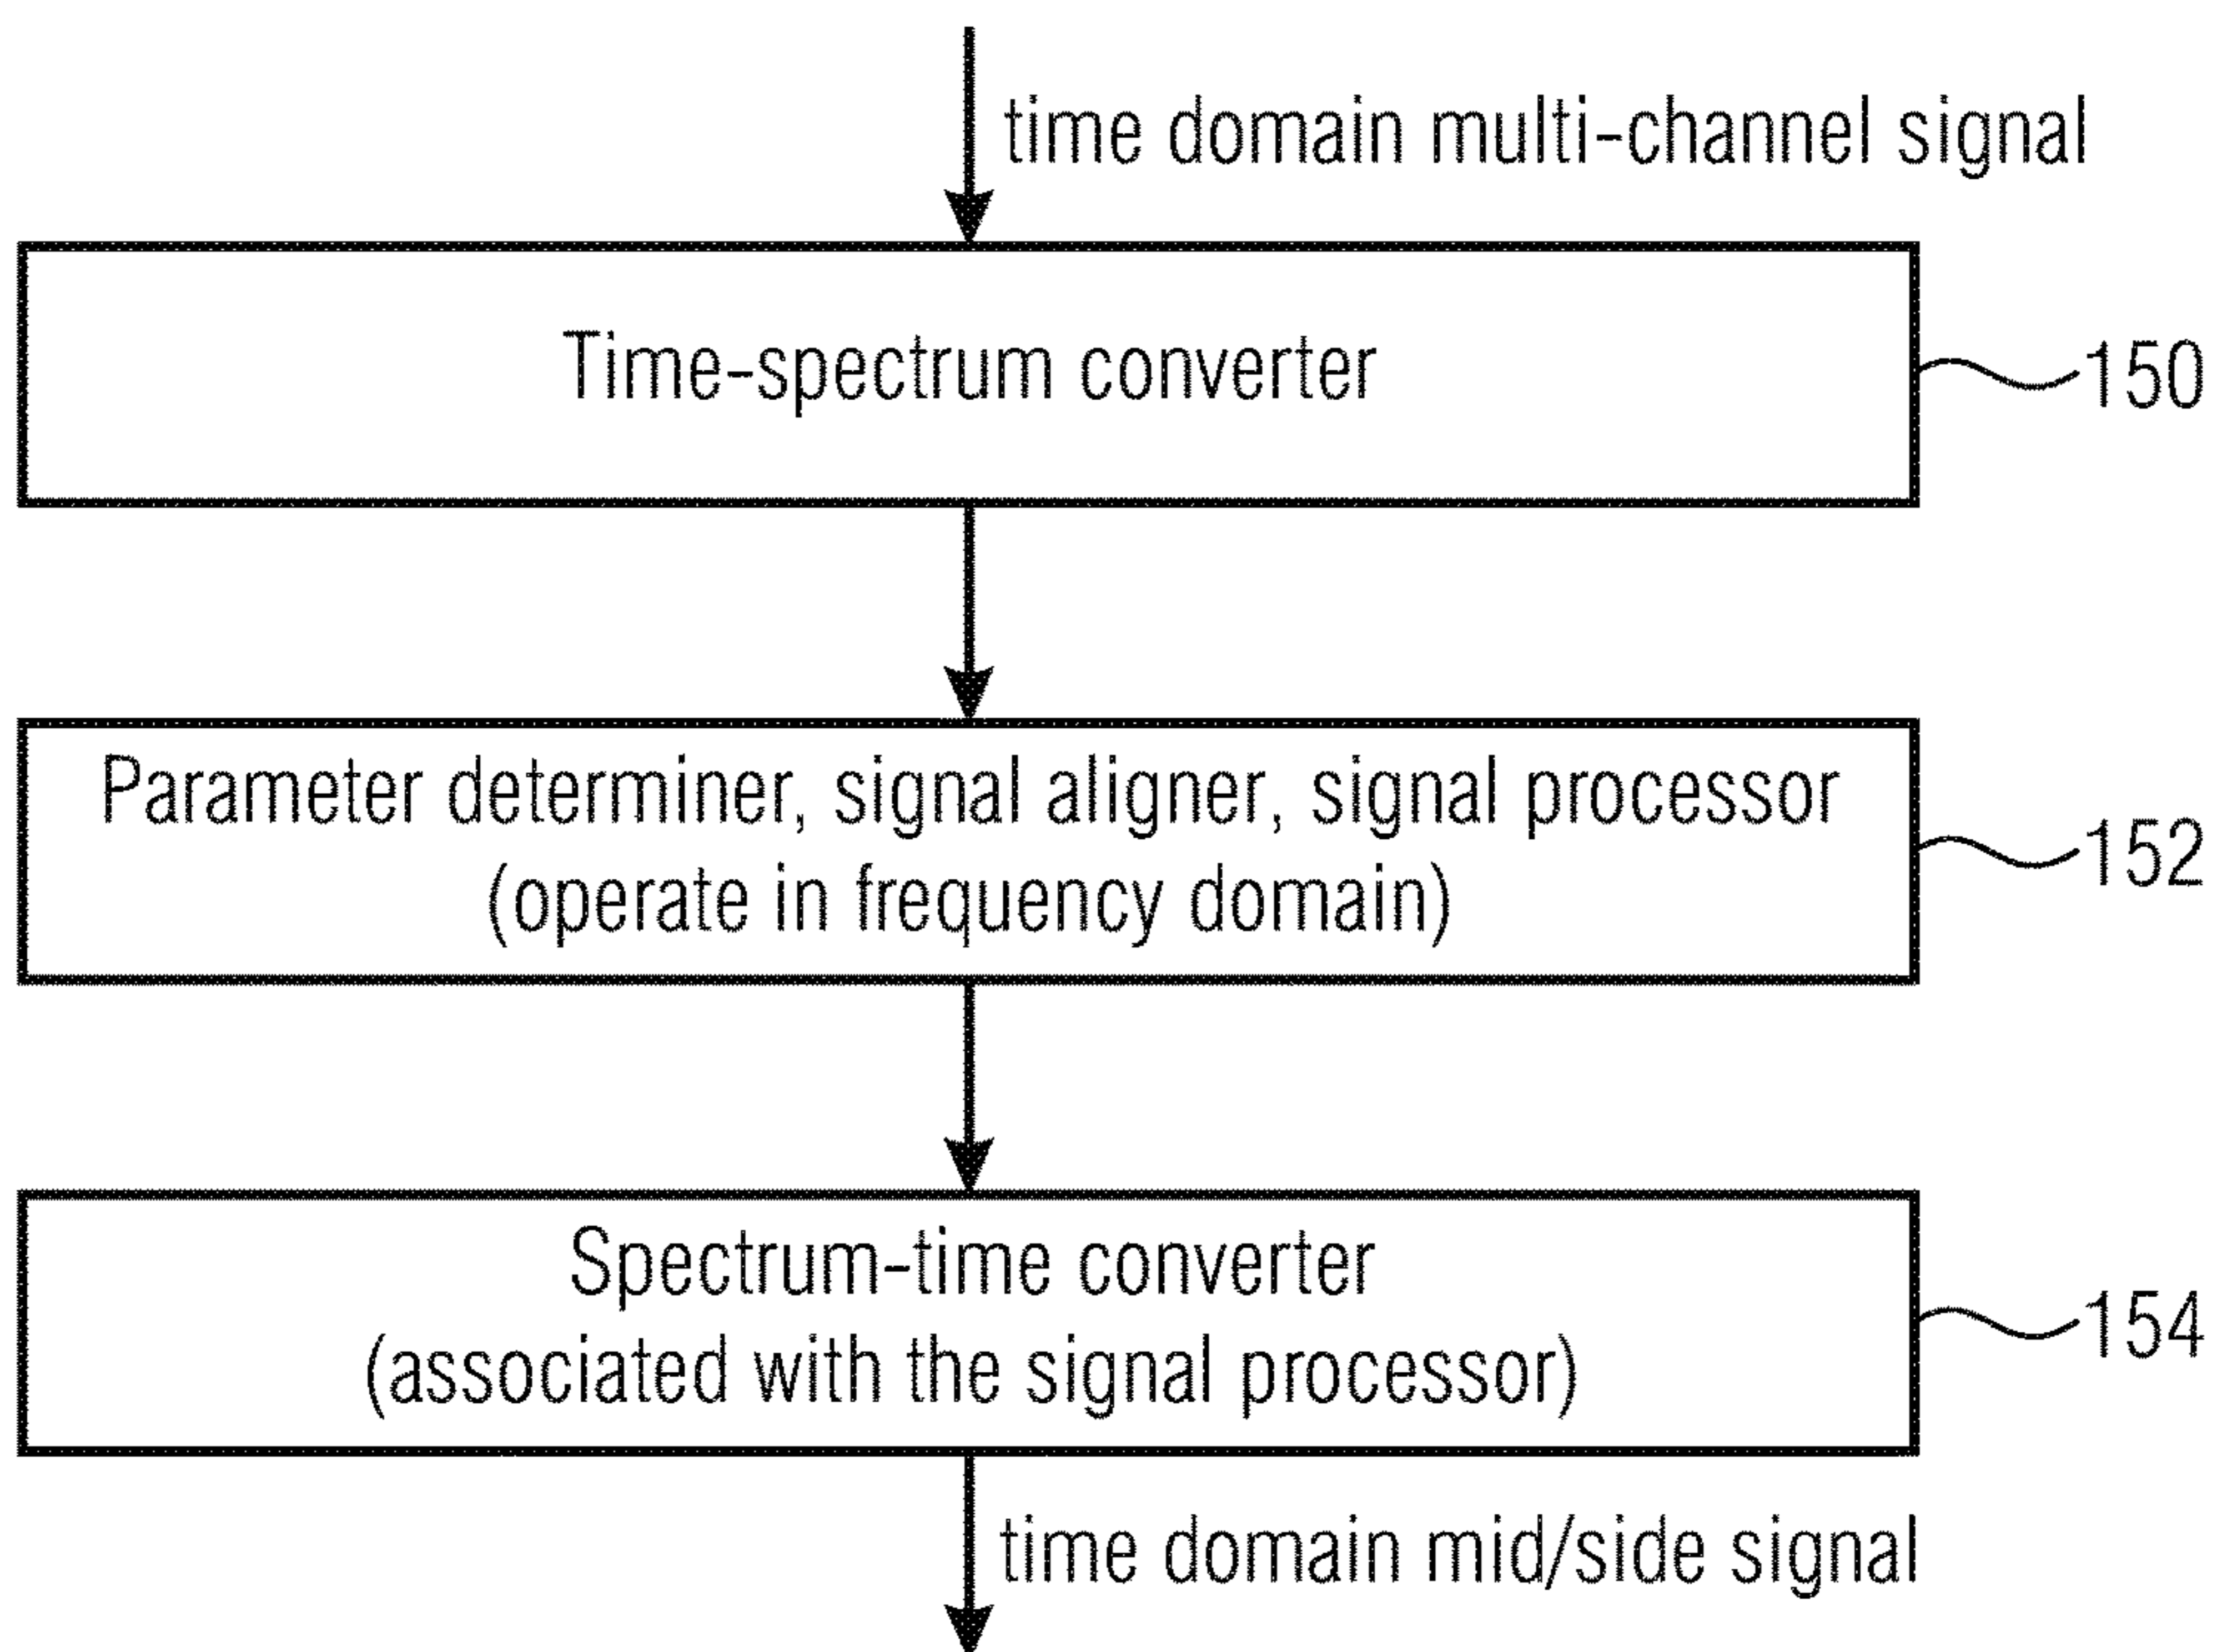 time domain multi-channel signal
Time-spectrum converter
150
Parameter determiner, signal aligner, signal processor
(operate in frequency domain)
152
Spectrum-time converter
(associated with the signal processor)
154
time domain mid/side signal